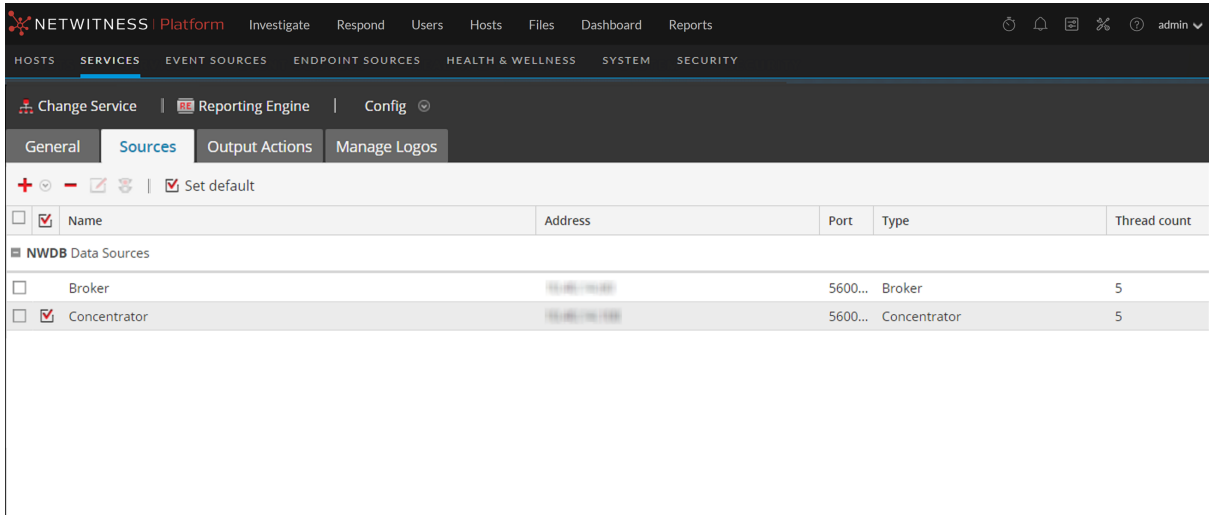 NETWITNESS Platform Investigate Respond Users Hosts Files Dashboard Reports ? admin
HOSTS SERVICES EVENT SOURCES ENDPOINT SOURCES HEALTH & WELLNESS SYSTEM SECURITY
Change Service RE Reporting Engine Config
General Sources Output Actions Manage Logos
Set default
Name Address Port Type Thread count
NWDB Data Sources
Broker 5600... Broker 5
Concentrator 5600... Concentrator 5